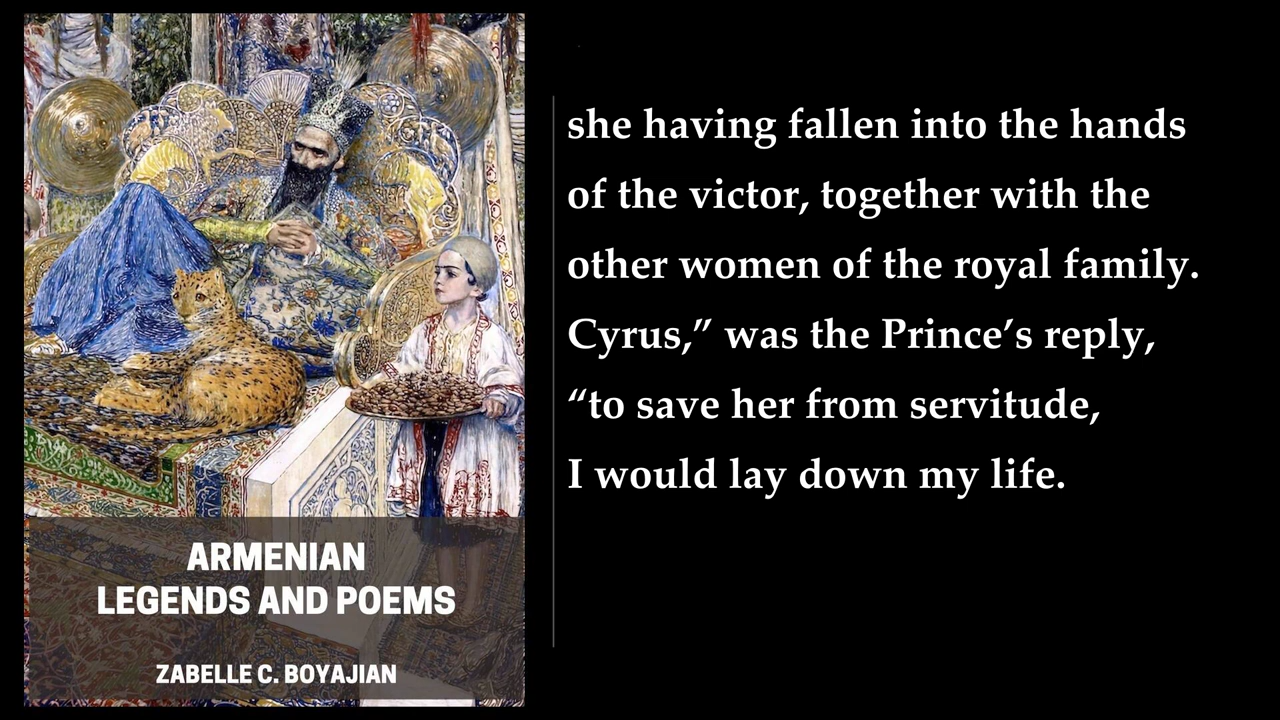 she having fallen into the hands
of the victor, together with the
other women of the royal family.
Cyrus,” was the Prince’s reply,
“to save her from servitude,
I would lay down my life.
ARMENIAN
LEGENDS AND POEMS
ZABELLE C. BOYAJIAN